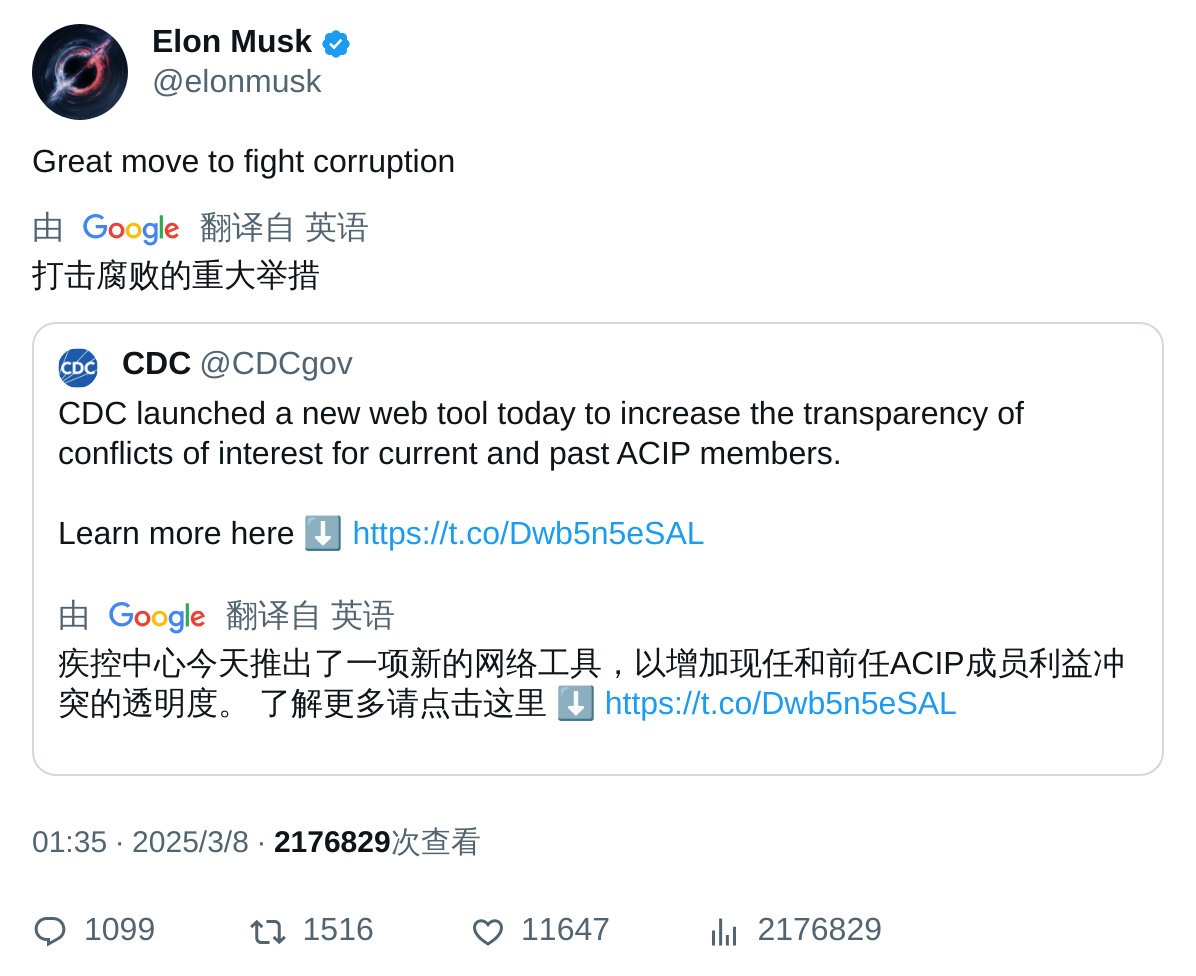 Elon Musk
@elonmusk
Great move to fight corruption
由 Google 翻译自 英语
打击腐败的重大举措
CDC CDC @CDCgov
CDC launched a new web tool today to increase the transparency of
conflicts of interest for current and past ACIP members.
Learn more here ⬇️ https://t.co/Dwb5n5eSAL
由 Google 翻译自 英语
疾控中心今天推出了一项新的网络工具，以增加现任和前任ACIP成员利益冲
突的透明度。 了解更多请点击这里 ⬇️ https://t.co/Dwb5n5eSAL
01:35 · 2025/3/8 · 2176829次查看
1099 1516 11647 2176829